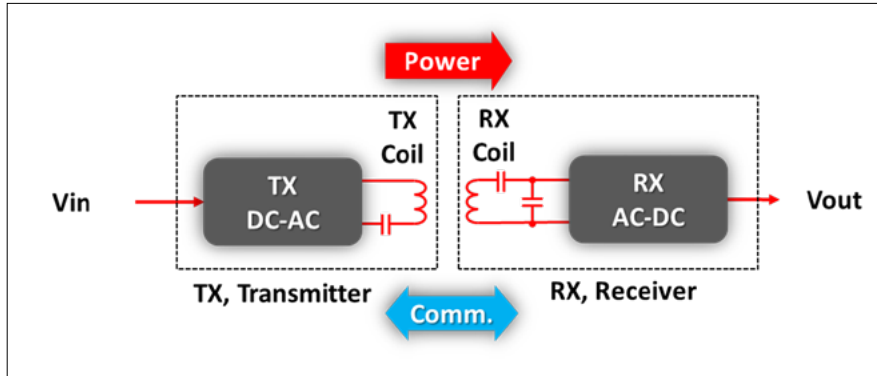 Power
TX
Coil
RX
Coil
Vin
TX
DC-AC
RX
AC-DC
Vout
TX, Transmitter
RX, Receiver
Comm.